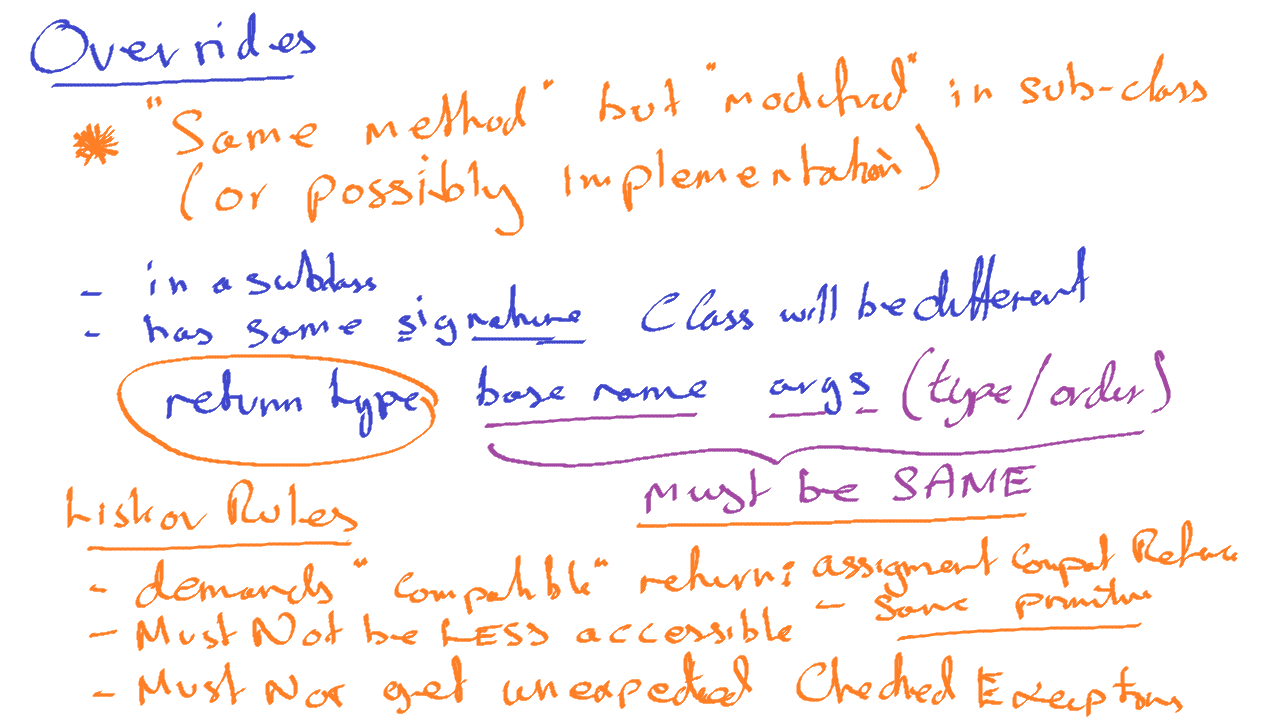 Overrides
* "Same method" but "modified" in sub-class
(or possibly implementation)
- in a subclass
- has same signature Class will be different
return type base name args (type/order)
Must be SAME
Liskov Rules
- demands "compatible" return: assigment Compat Refernce
- Same primitive
- Must Not be LESS accessible
- Must Not get unexpected Checked Exceptions